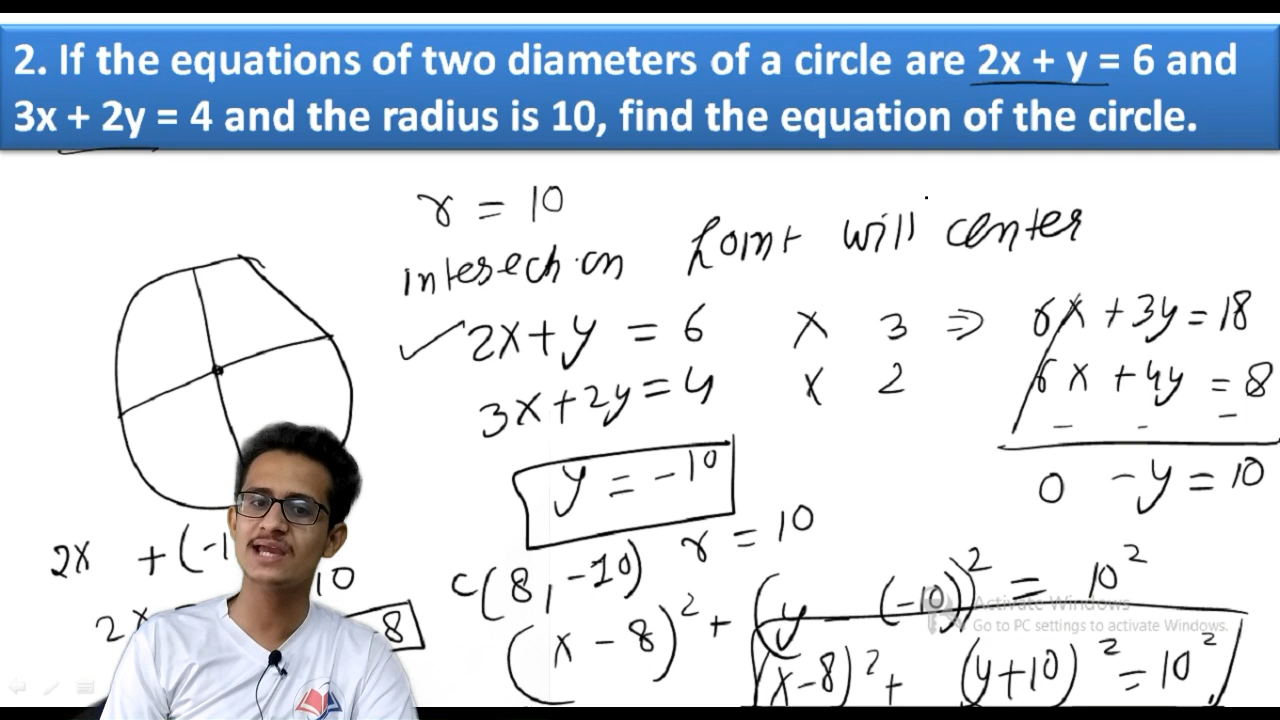 2. If the equations of two diameters of a circle are 2x + y = 6 and
3x + 2y = 4 and the radius is 10, find the equation of the circle.
r = 10
intersection point will center
2x+y = 6 x 3 ⇒ 6x +3y = 18
3x+2y = 4 x 2 6x +4y = 8
- - -
y = -10 0 -y = 10
r = 10
2x + (-1 10
C(8, -10)
2x 8
(x - 8)² + (y - (-10))² = 10²
(x-8)² + (y+10)² = 10²
Activate Windows
Go to PC settings to activate Windows.